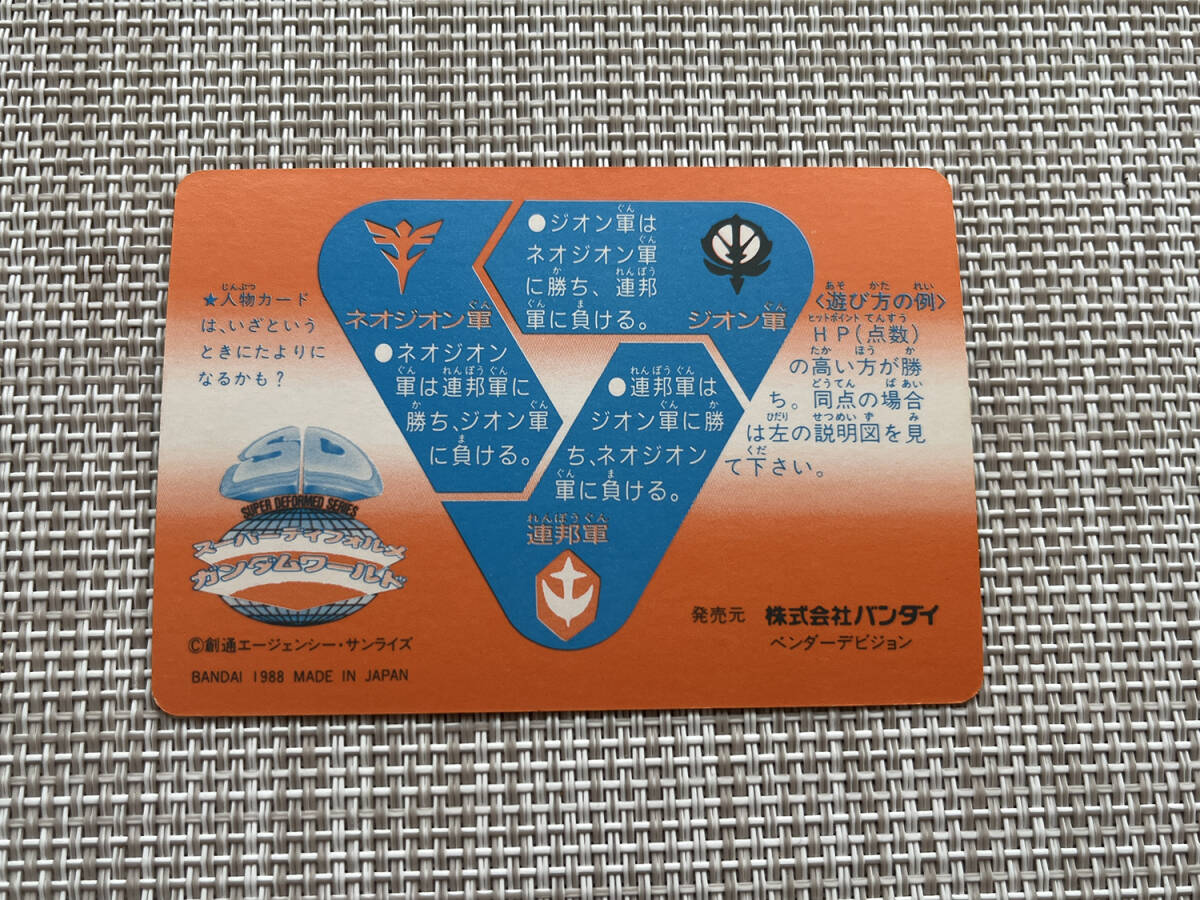 ★人物カード
は、いざという
ときにたよりに
なるかも?
ネオジオン軍
●ジオン軍は
ネオジオン軍
に勝ち、連邦
軍に負ける。
ジオン軍
●ネオジオン
軍は連邦軍に
勝ち、ジオン軍
に負ける。
●連邦軍は
ジオン軍に勝
ち、ネオジオン
軍に負ける。
連邦軍
〈遊び方の例〉
HP(点数)
の高い方が勝
ち。同点の場合
は左の説明図を見
て下さい。
SD
SUPER DEFORMED SERIES
スーパーディフォルメ
ガンダムワールド
©創通エージェンシー・サンライズ
BANDAI 1988 MADE IN JAPAN
発売元 株式会社バンダイ
ベンダーデビジョン